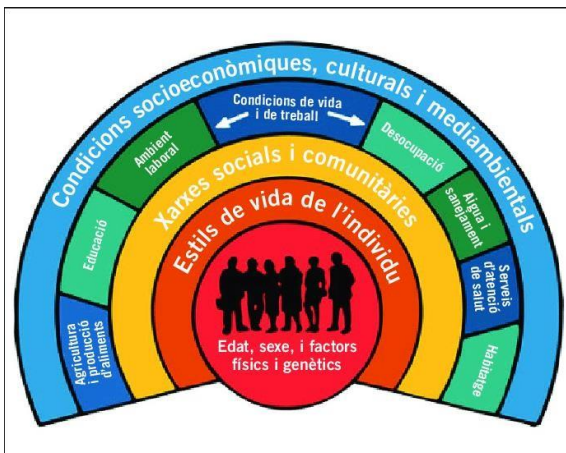 Condicions socioeconòmiques, culturals i mediambientals
Condicions de vida
i de treball
Agricultura
i producció
d'aliments
Educació
Ambient
laboral
Desocupació
Aigua i
sanejament
Serveis
d'atenció
de salut
Habitatge
Xarxes socials i comunitàries
Estils de vida de l'individu
Edat, sexe, i factors
físics i genètics